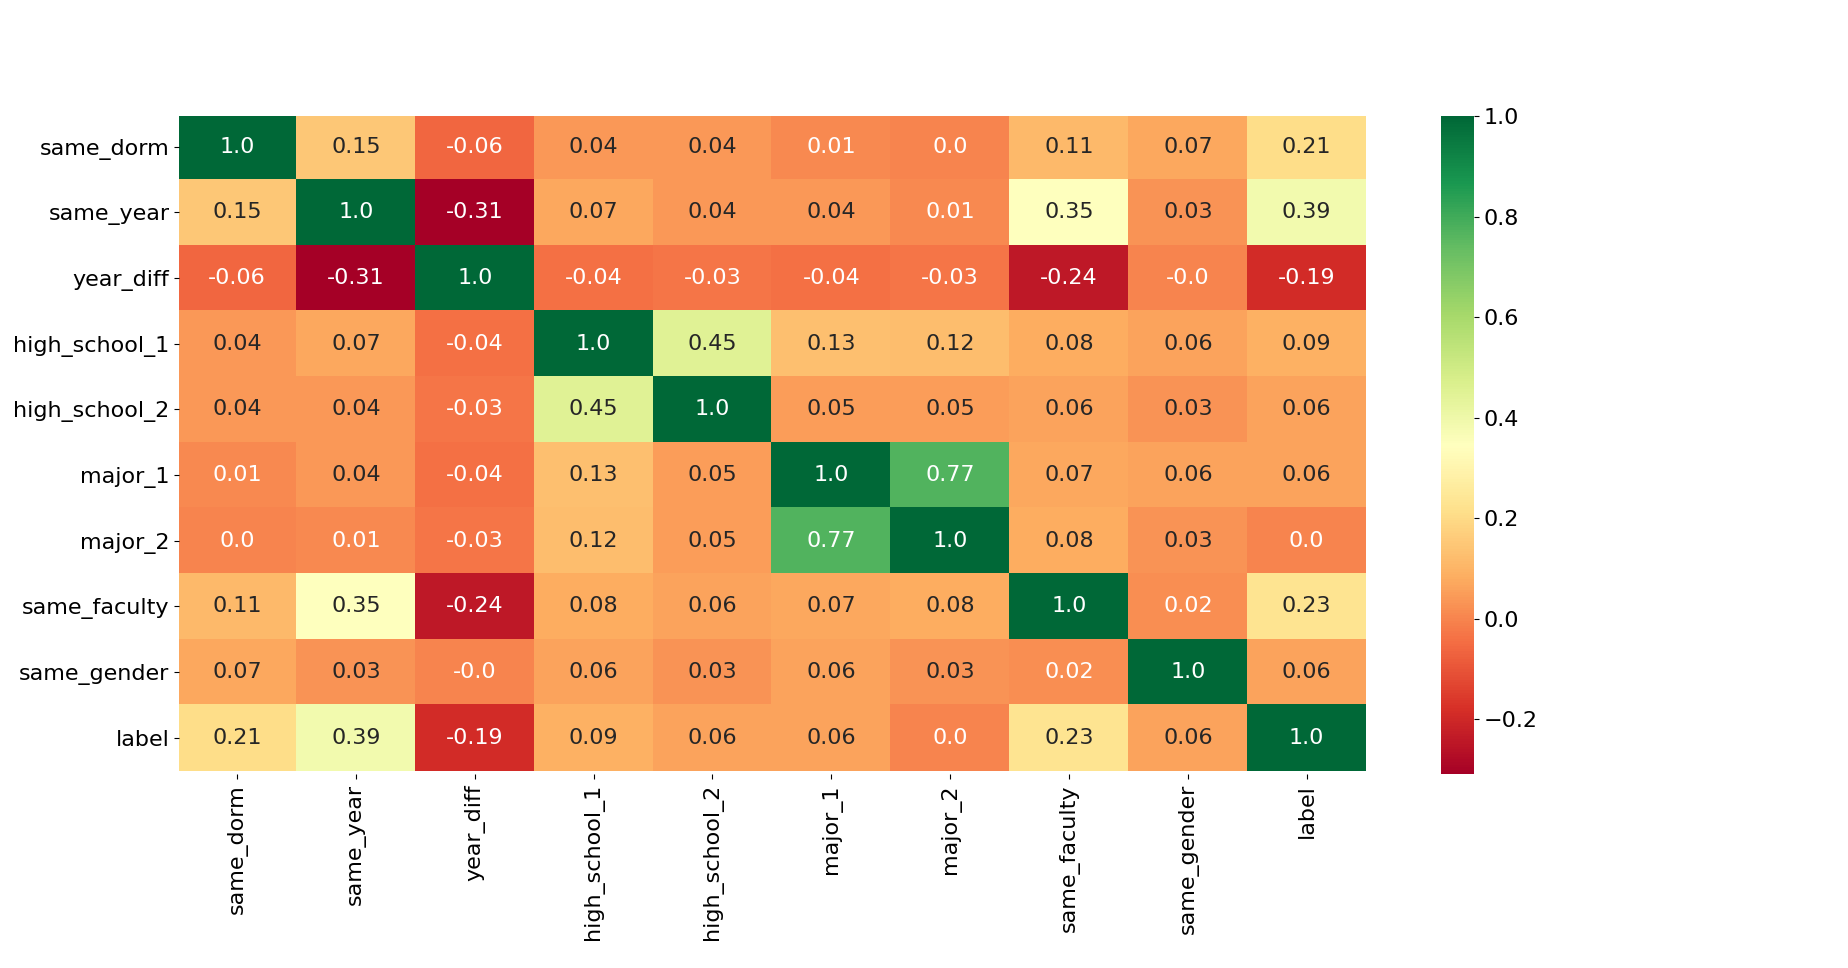 same_dorm 1.0 0.15 -0.06 0.04 0.04 0.01 0.0 0.11 0.07 0.21
same_year 0.15 1.0 -0.31 0.07 0.04 0.04 0.01 0.35 0.03 0.39
year_diff -0.06 -0.31 1.0 -0.04 -0.03 -0.04 -0.03 -0.24 -0.0 -0.19
high_school_1 0.04 0.07 -0.04 1.0 0.45 0.13 0.12 0.08 0.06 0.09
high_school_2 0.04 0.04 -0.03 0.45 1.0 0.05 0.05 0.06 0.03 0.06
major_1 0.01 0.04 -0.04 0.13 0.05 1.0 0.77 0.07 0.06 0.06
major_2 0.0 0.01 -0.03 0.12 0.05 0.77 1.0 0.08 0.03 0.0
same_faculty 0.11 0.35 -0.24 0.08 0.06 0.07 0.08 1.0 0.02 0.23
same_gender 0.07 0.03 -0.0 0.06 0.03 0.06 0.03 0.02 1.0 0.06
label 0.21 0.39 -0.19 0.09 0.06 0.06 0.0 0.23 0.06 1.0
same_dorm
same_year
year_diff
high_school_1
high_school_2
major_1
major_2
same_faculty
same_gender
label
1.0
0.8
0.6
0.4
0.2
0.0
−0.2